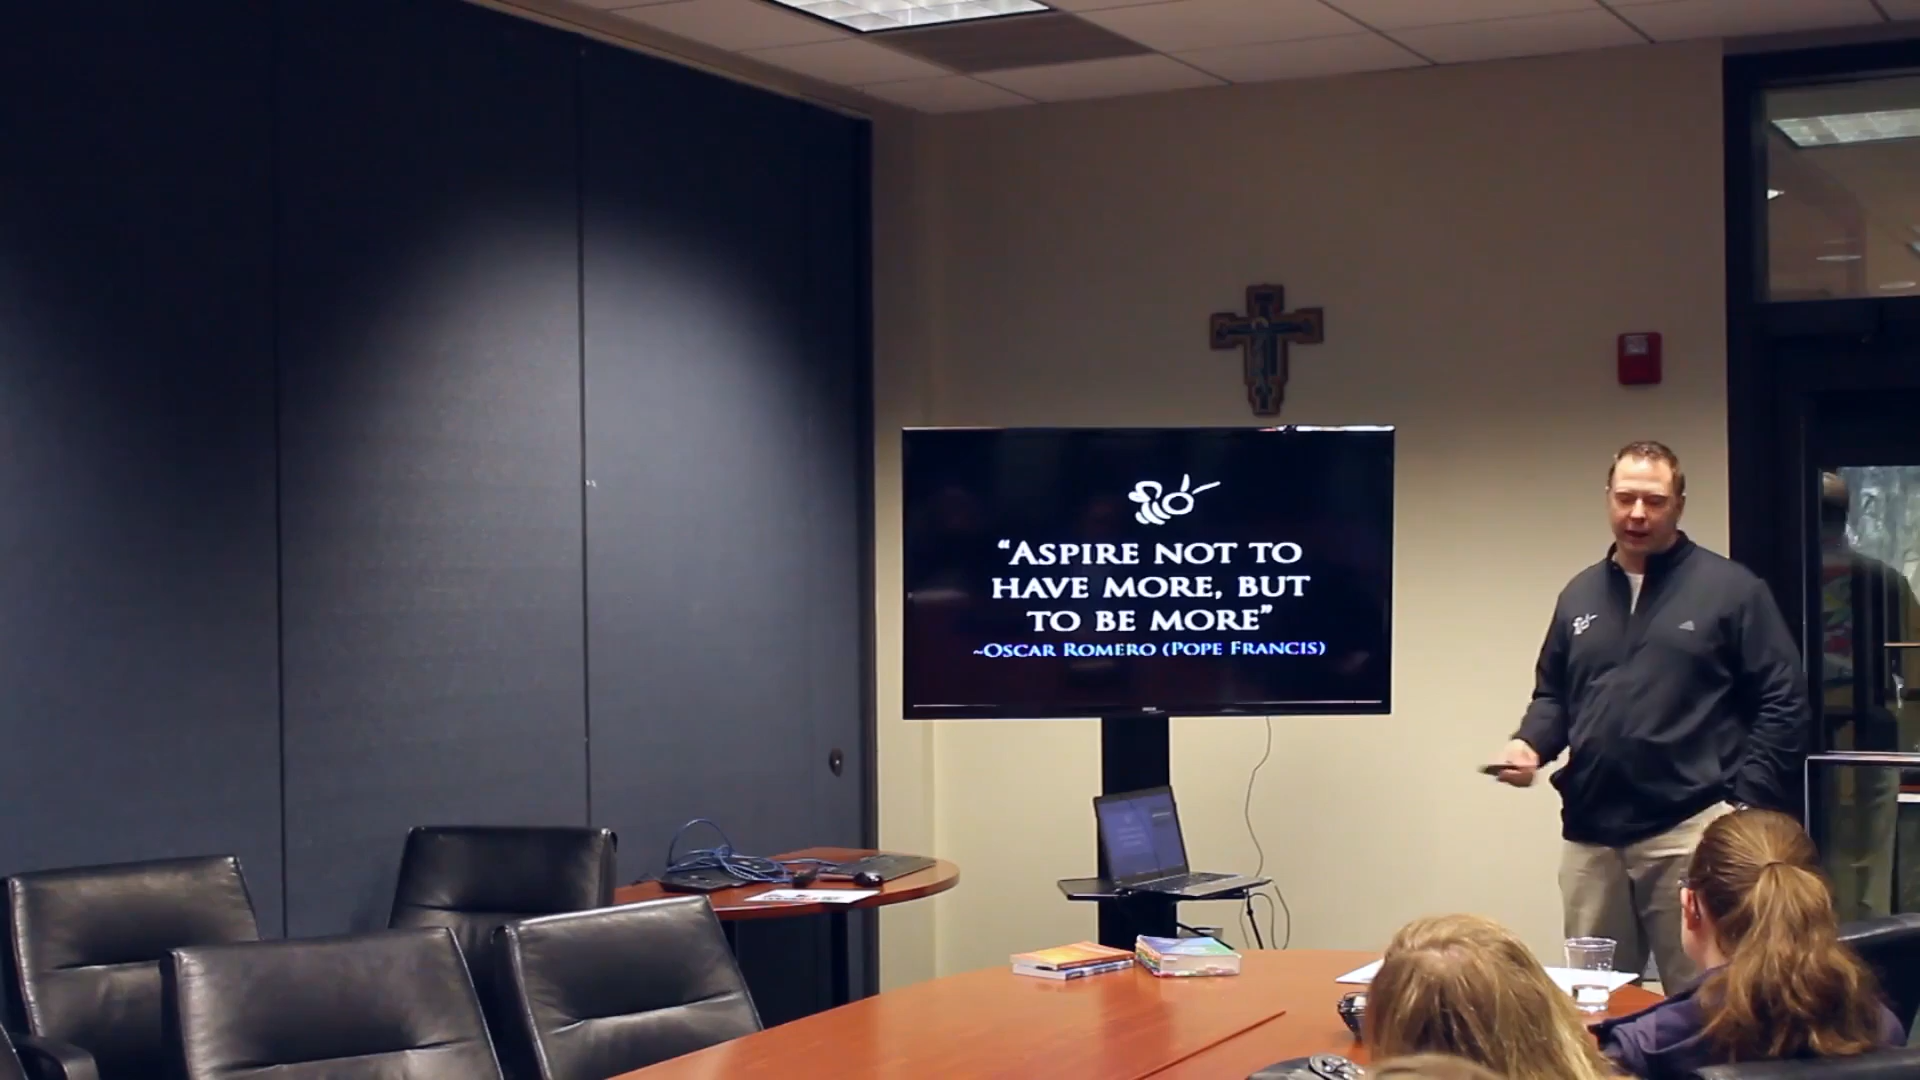 “Aspire not to
have more, but
to be more”
~Oscar Romero (Pope Francis)